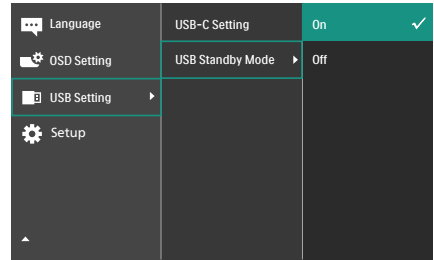 Language
OSD Setting
USB Setting
Setup
USB-C Setting
USB Standby Mode
On
Off